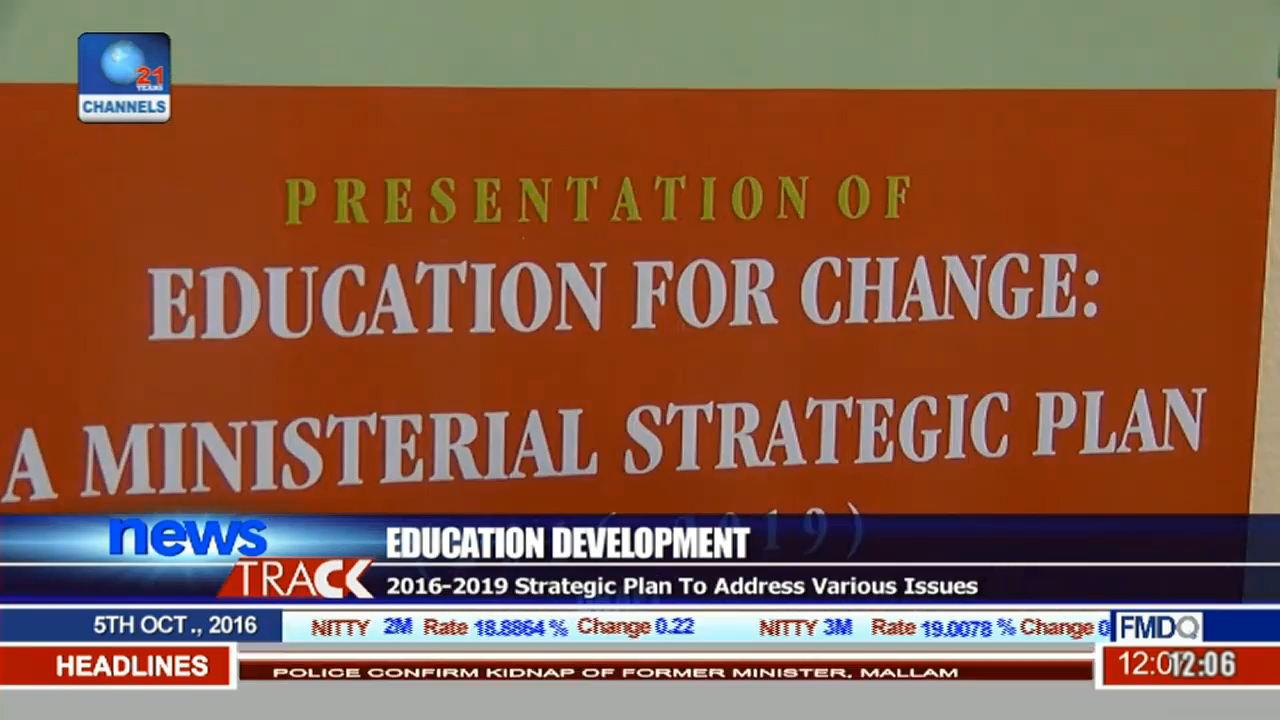 21
YEARS
CHANNELS
PRESENTATION OF
EDUCATION FOR CHANGE:
A MINISTERIAL STRATEGIC PLAN
news
TRACK
EDUCATION DEVELOPMENT
2016-2019 Strategic Plan To Address Various Issues
5TH OCT., 2016
NITTY 2M Rate 18.8864 % Change 0.22 NITTY 3M Rate 19.0078 % Change 0
FMDQ
HEADLINES
POLICE CONFIRM KIDNAP OF FORMER MINISTER, MALLAM
12:06